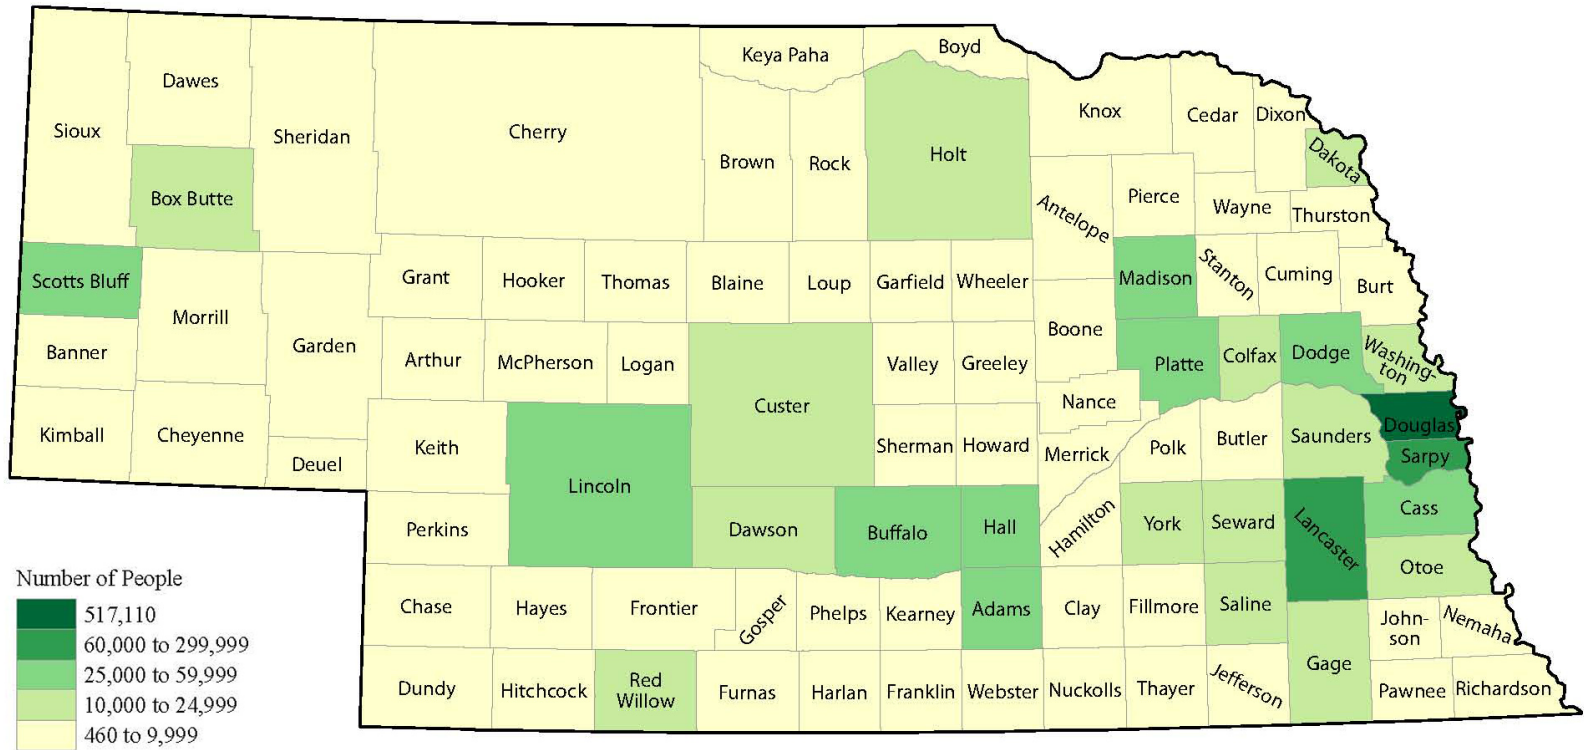 Keya Paha
Boyd
Dawes
Sioux
Sheridan
Cherry
Knox
Cedar
Dixon
Brown
Rock
Holt
Dakota
Box Butte
Antelope
Pierce
Wayne
Thurston
Scotts Bluff
Morrill
Grant
Hooker
Thomas
Blaine
Loup
Garfield
Wheeler
Madison
Stanton
Cuming
Burt
Banner
Garden
Arthur
McPherson
Logan
Valley
Greeley
Boone
Platte
Colfax
Dodge
Washing-
ton
Custer
Nance
Kimball
Cheyenne
Deuel
Keith
Lincoln
Sherman
Howard
Merrick
Polk
Butler
Saunders
Douglas
Sarpy
Perkins
Dawson
Buffalo
Hall
Hamilton
York
Seward
Lancaster
Cass
Otoe
Chase
Hayes
Frontier
Gosper
Phelps
Kearney
Adams
Clay
Fillmore
Saline
John-
son
Nemaha
Gage
Dundy
Hitchcock
Red
Willow
Furnas
Harlan
Franklin
Webster
Nuckolls
Thayer
Jefferson
Pawnee
Richardson
Number of People
517,110
60,000 to 299,999
25,000 to 59,999
10,000 to 24,999
460 to 9,999